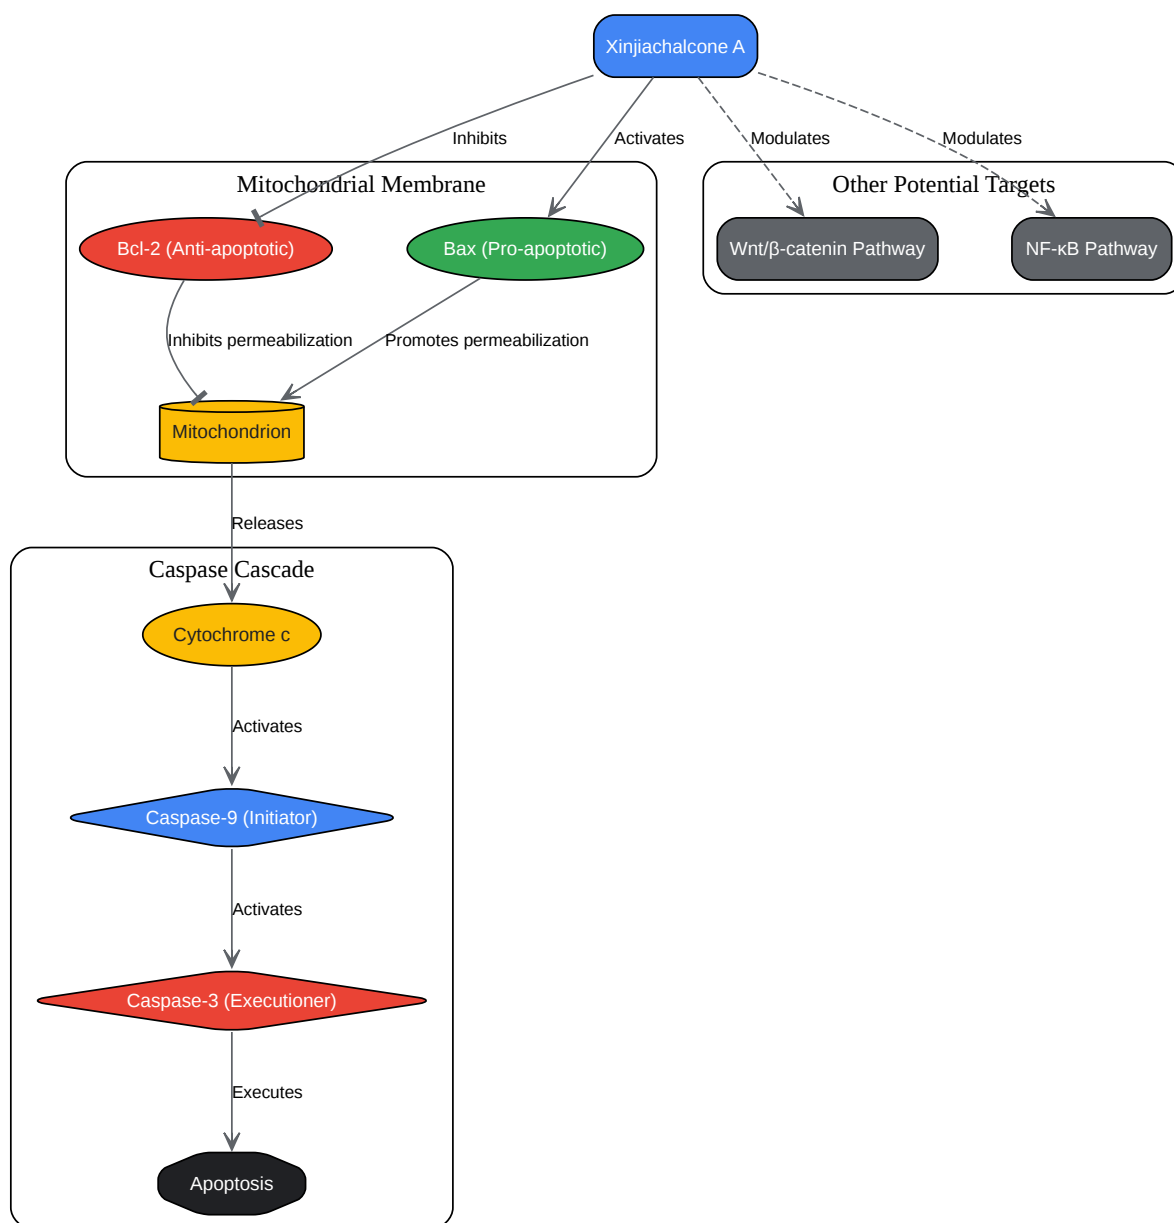 Xinjiachalcone A
Inhibits
Activates
Modulates
Modulates
Mitochondrial Membrane
Other Potential Targets
Bcl-2 (Anti-apoptotic)
Bax (Pro-apoptotic)
Wnt/β-catenin Pathway
NF-κB Pathway
Inhibits permeabilization
Promotes permeabilization
Mitochondrion
Releases
Caspase Cascade
Cytochrome c
Activates
Caspase-9 (Initiator)
Activates
Caspase-3 (Executioner)
Executes
Apoptosis